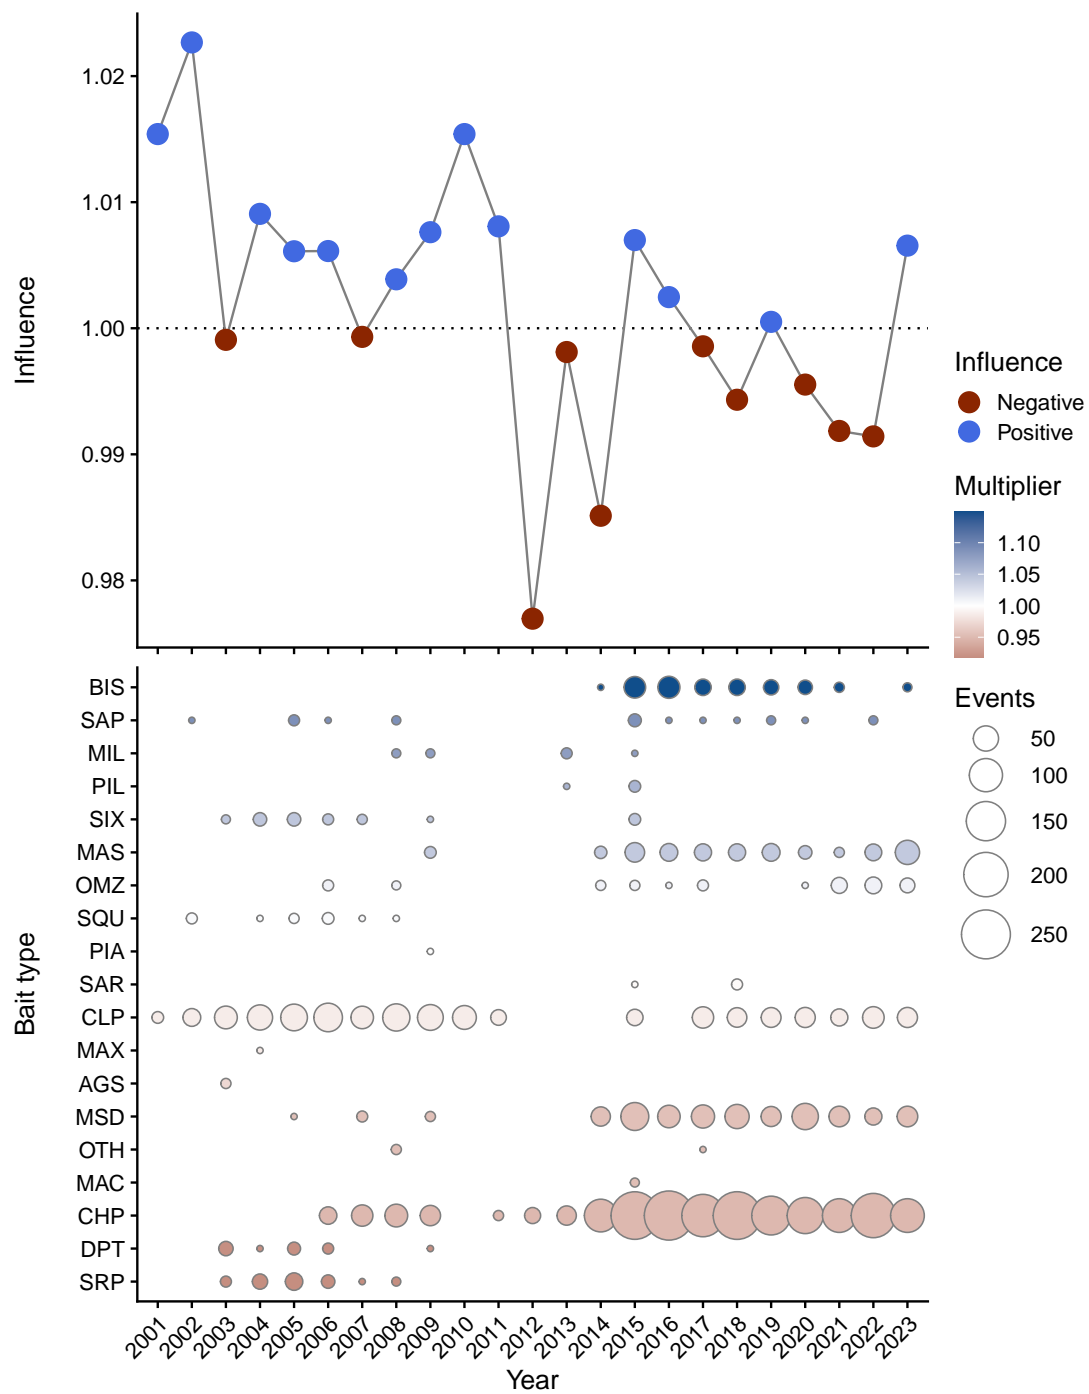 1.02
1.01
1.00
0.99
0.98
Influence
Influence
Negative
Positive
Multiplier
1.10
1.05
1.00
0.95
Events
50
100
150
200
250
BIS
SAP
MIL
PIL
SIX
MAS
OMZ
SQU
PIA
SAR
CLP
MAX
AGS
MSD
OTH
MAC
CHP
DPT
SRP
Bait type
2001 2002 2003 2004 2005 2006 2007 2008 2009 2010 2011 2012 2013 2014 2015 2016 2017 2018 2019 2020 2021 2022 2023
Year